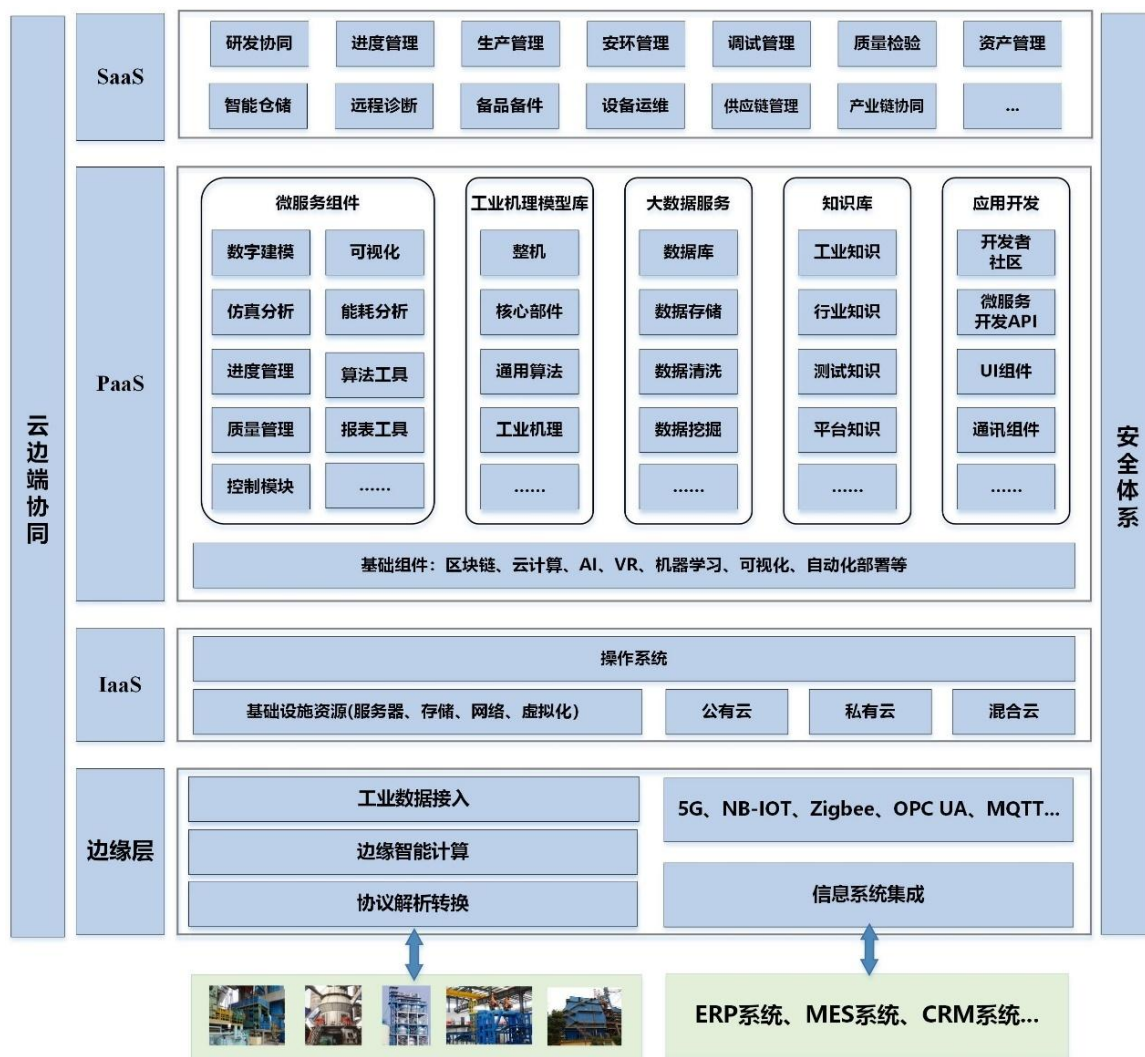 云边端协同
安全体系
SaaS
研发协同
进度管理
生产管理
安环管理
调试管理
质量检验
资产管理
智能仓储
远程诊断
备品备件
设备运维
供应链管理
产业链协同
...
PaaS
微服务组件
数字建模
可视化
仿真分析
能耗分析
进度管理
算法工具
质量管理
报表工具
控制模块
......
工业机理模型库
整机
核心部件
通用算法
工业机理
......
大数据服务
数据库
数据存储
数据清洗
数据挖掘
......
知识库
工业知识
行业知识
测试知识
平台知识
......
应用开发
开发者
社区
微服务
开发API
UI组件
通讯组件
......
基础组件：区块链、云计算、AI、VR、机器学习、可视化、自动化部署等
IaaS
操作系统
基础设施资源(服务器、存储、网络、虚拟化)
公有云
私有云
混合云
边缘层
工业数据接入
边缘智能计算
协议解析转换
5G、NB-IOT、Zigbee、OPC UA、MQTT...
信息系统集成
ERP系统、MES系统、CRM系统...